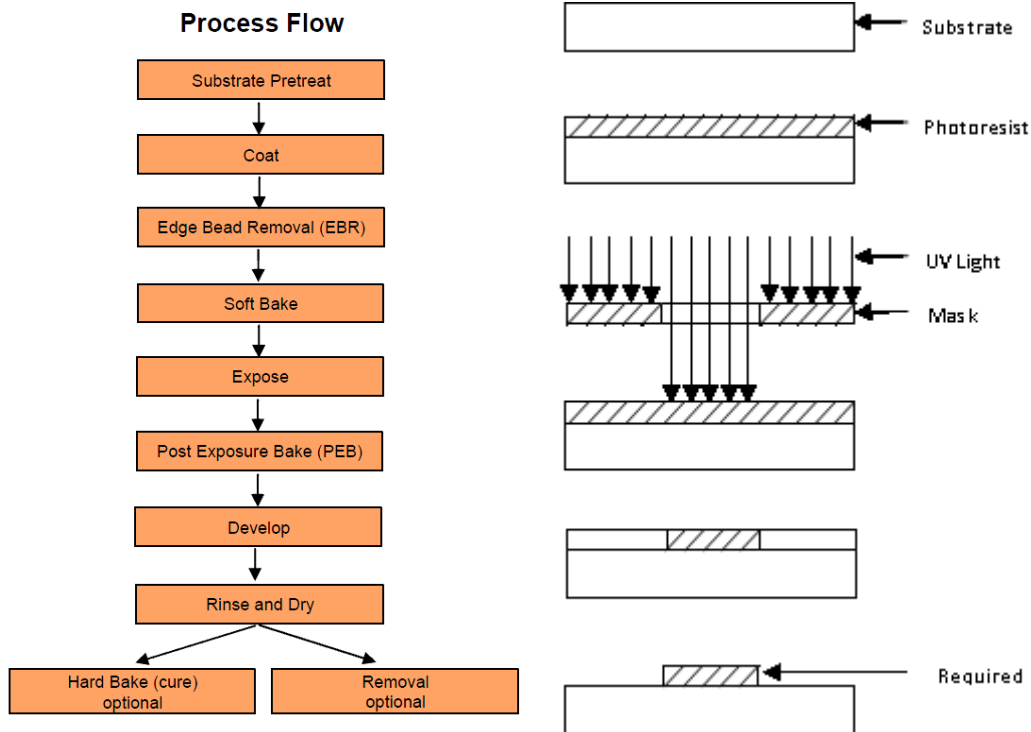 Process Flow
Substrate Pretreat
Coat
Edge Bead Removal (EBR)
Soft Bake
Expose
Post Exposure Bake (PEB)
Develop
Rinse and Dry
Hard Bake (cure)
optional
Removal
optional
Substrate
Photoresist
UV Light
Mask
Required